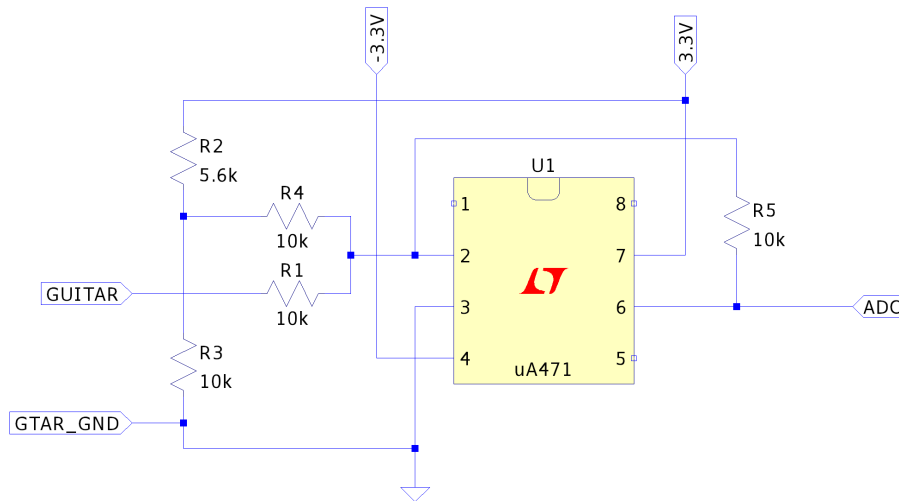 -3.3V
3.3V
R2
5.6k
U1
R4
10k
1
8
R5
10k
2
7
R1
10k
GUITAR
3
6
ADC
R3
10k
4
5
uA471
GTAR_GND